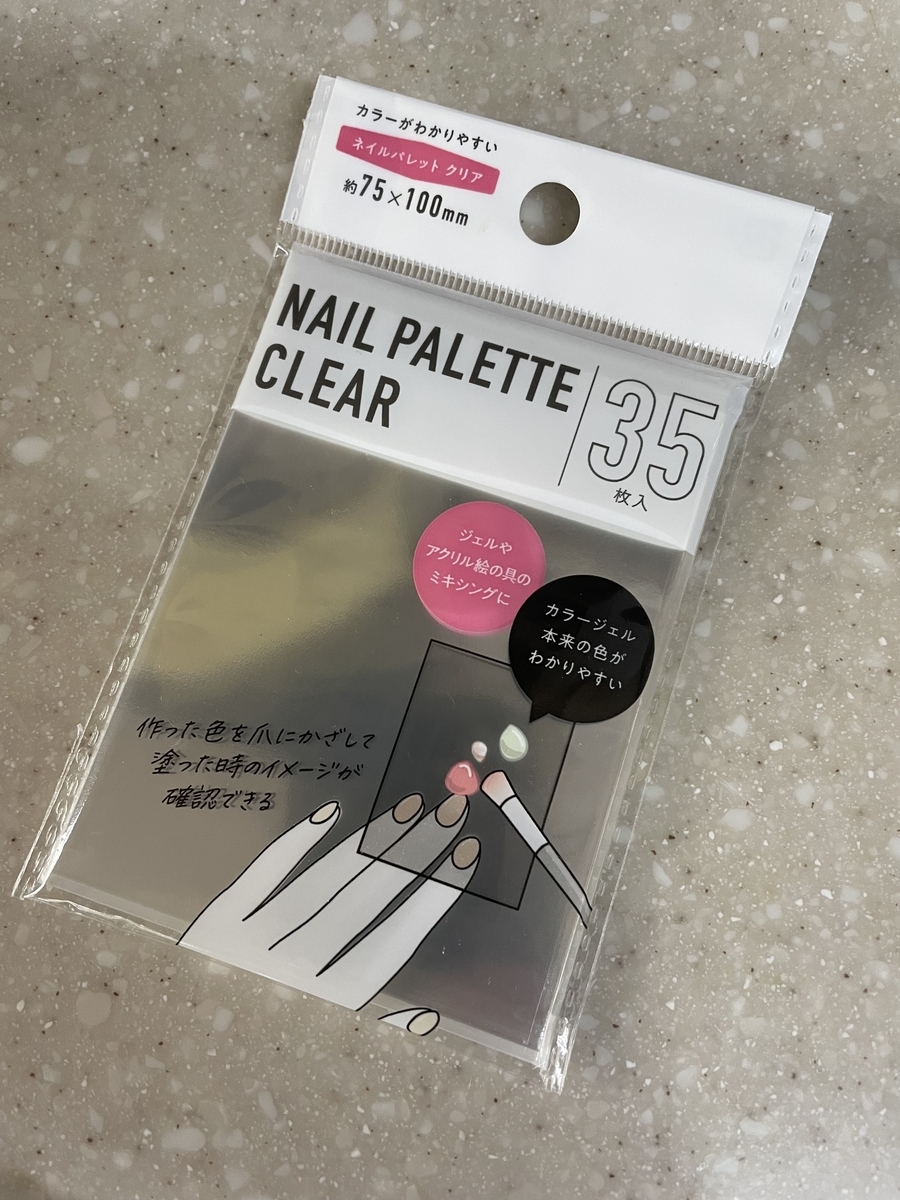 カラーがわかりやすい
ネイルパレット クリア
約75×100mm
NAIL PALETTE
CLEAR
35
枚入
ジェルや
アクリル絵の具の
ミキシングに
カラージェル
本来の色が
わかりやすい
作った色を爪にかざして
塗った時のイメージが
確認できる